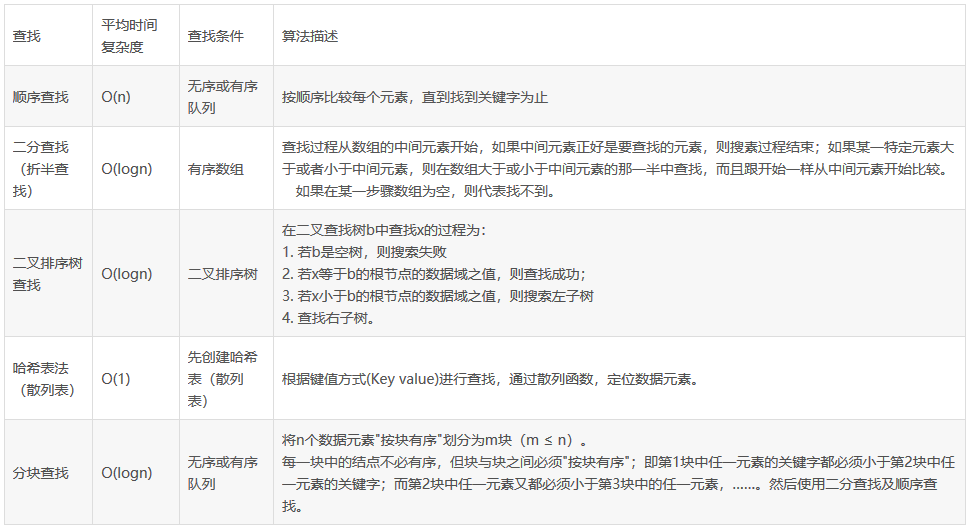 查找
平均时间
复杂度
查找条件
算法描述
顺序查找
O(n)
无序或有序
队列
按顺序比较每个元素，直到找到关键字为止
二分查找
（折半查
找）
O(logn)
有序数组
查找过程从数组的中间元素开始，如果中间元素正好是要查找的元素，则搜素过程结束；如果某一特定元素大
于或者小于中间元素，则在数组大于或小于中间元素的那一半中查找，而且跟开始一样从中间元素开始比较。
如果在某一步骤数组为空，则代表找不到。
二叉排序树
查找
O(logn)
二叉排序树
在二叉查找树b中查找x的过程为：
1. 若b是空树，则搜索失败
2. 若x等于b的根节点的数据域之值，则查找成功；
3. 若x小于b的根节点的数据域之值，则搜索左子树
4. 查找右子树。
哈希表法
（散列表）
O(1)
先创建哈希
表（散列
表）
根据键值方式(Key value)进行查找，通过散列函数，定位数据元素。
分块查找
O(logn)
无序或有序
队列
将n个数据元素"按块有序"划分为m块（m ≤ n）。
每一块中的结点不必有序，但块与块之间必须"按块有序"；即第1块中任一元素的关键字都必须小于第2块中任
一元素的关键字；而第2块中任一元素又都必须小于第3块中的任一元素，……。然后使用二分查找及顺序查
找。